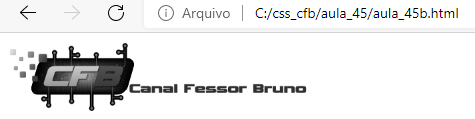 Arquivo | C:/css_cfb/aula_45/aula_45b.html
CFB
Canal Fessor Bruno